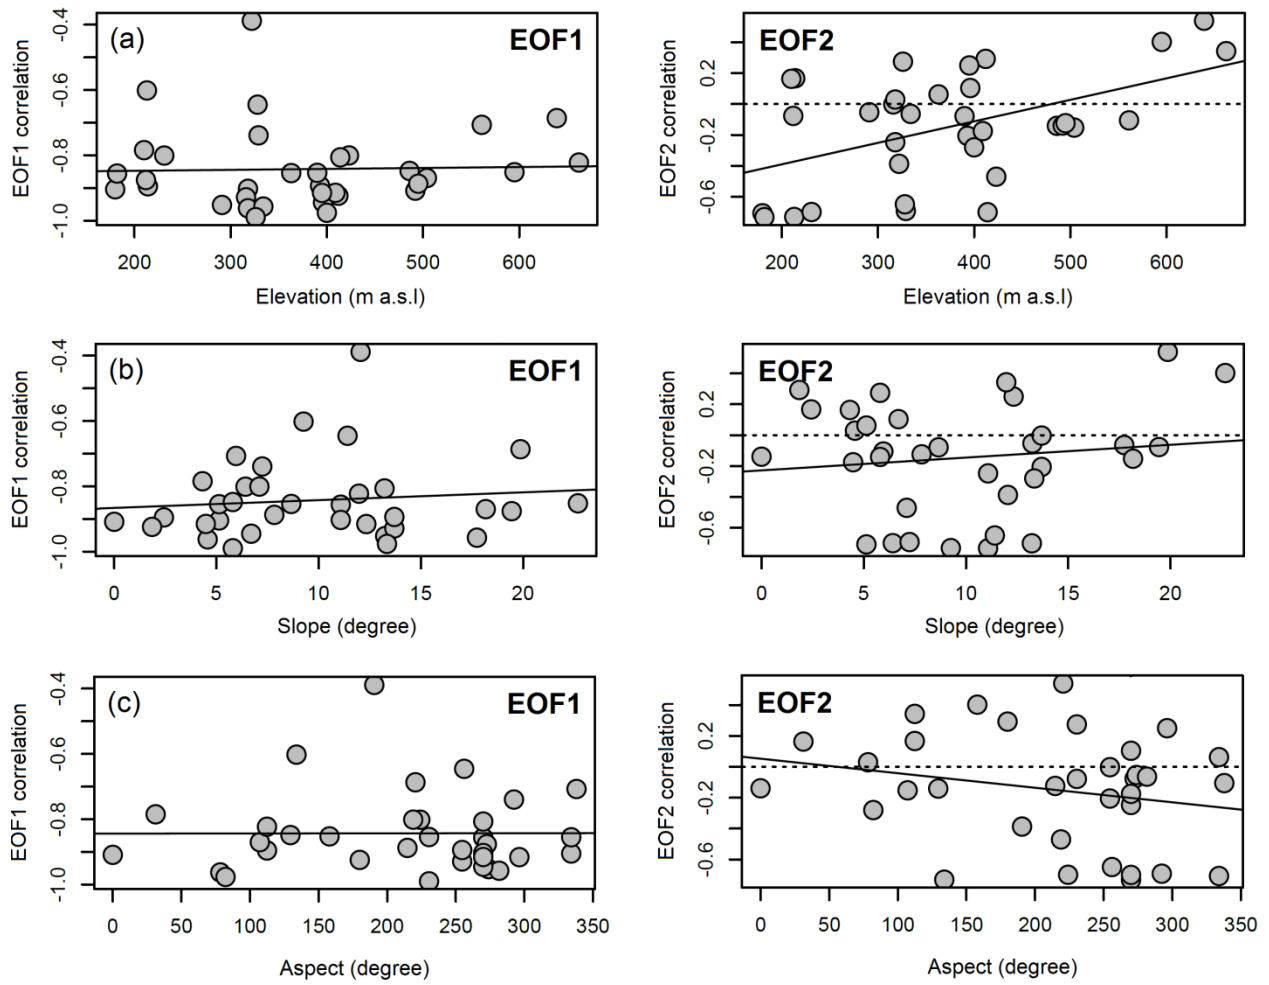 (a) EOF1
EOF1 correlation
-0.4
-0.6
-0.8
-1.0
200 300 400 500 600
Elevation (m a.s.l)
EOF2
EOF2 correlation
0.2
-0.2
-0.6
200 300 400 500 600
Elevation (m a.s.l)
(b) EOF1
EOF1 correlation
-0.4
-0.6
-0.8
-1.0
0 5 10 15 20
Slope (degree)
EOF2
EOF2 correlation
0.2
-0.2
-0.6
0 5 10 15 20
Slope (degree)
(c) EOF1
EOF1 correlation
-0.4
-0.6
-0.8
-1.0
0 50 100 150 200 250 300 350
Aspect (degree)
EOF2
EOF2 correlation
0.2
-0.2
-0.6
0 50 100 150 200 250 300 350
Aspect (degree)